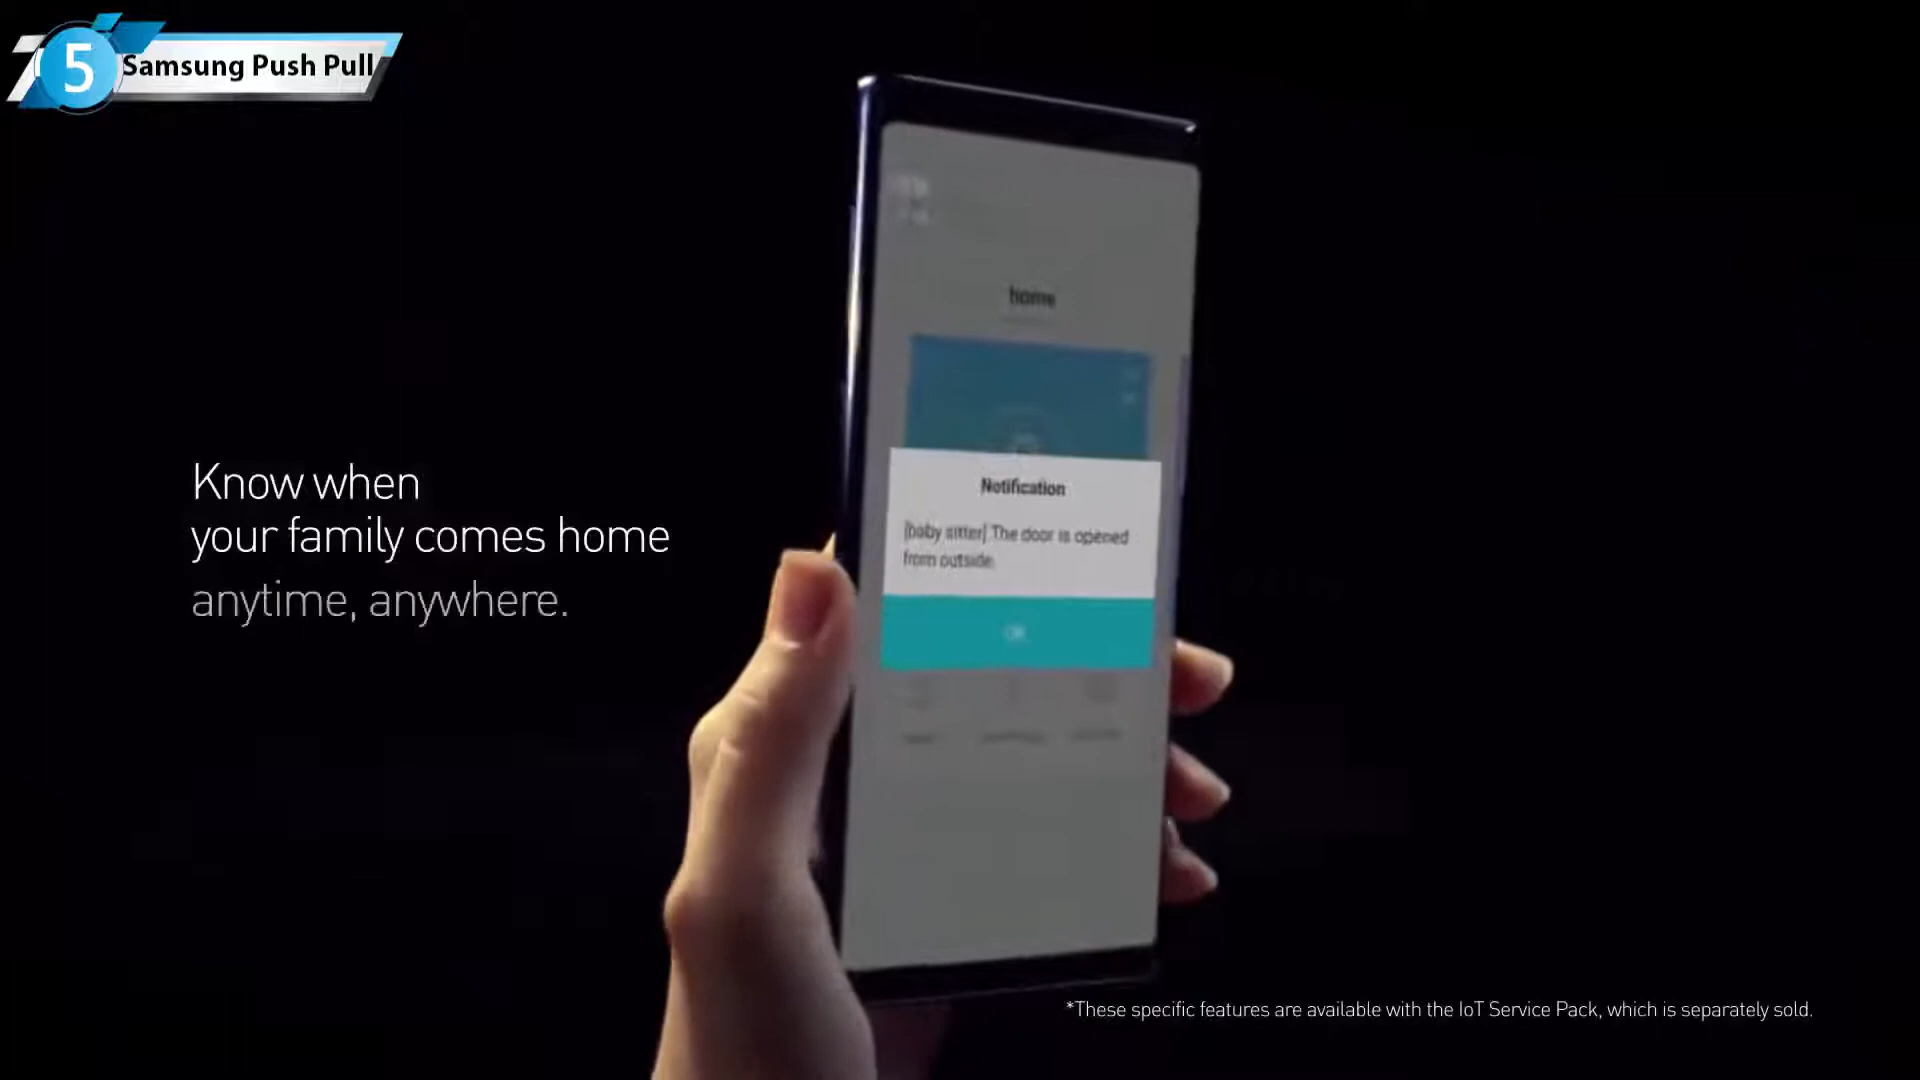 5
Samsung Push Pull
home
Know when
your family comes home
anytime, anywhere.
Notification
[baby sitter] The door is opened
from outside.
OK
*These specific features are available with the IoT Service Pack, which is separately sold.